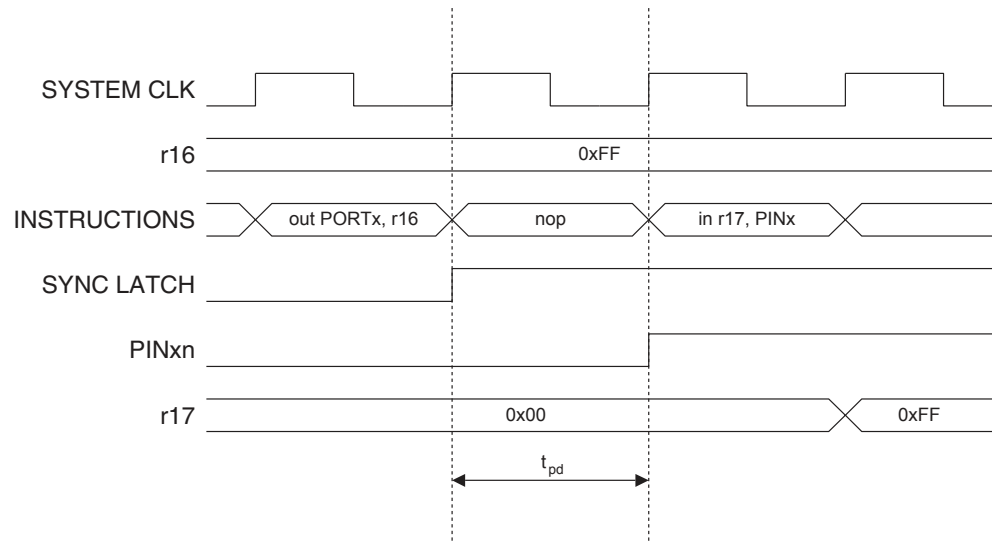 SYSTEM CLK
r16
0xFF
INSTRUCTIONS
out PORTx, r16
nop
in r17, PINx
SYNC LATCH
PINxn
r17
0x00
0xFF
tpd